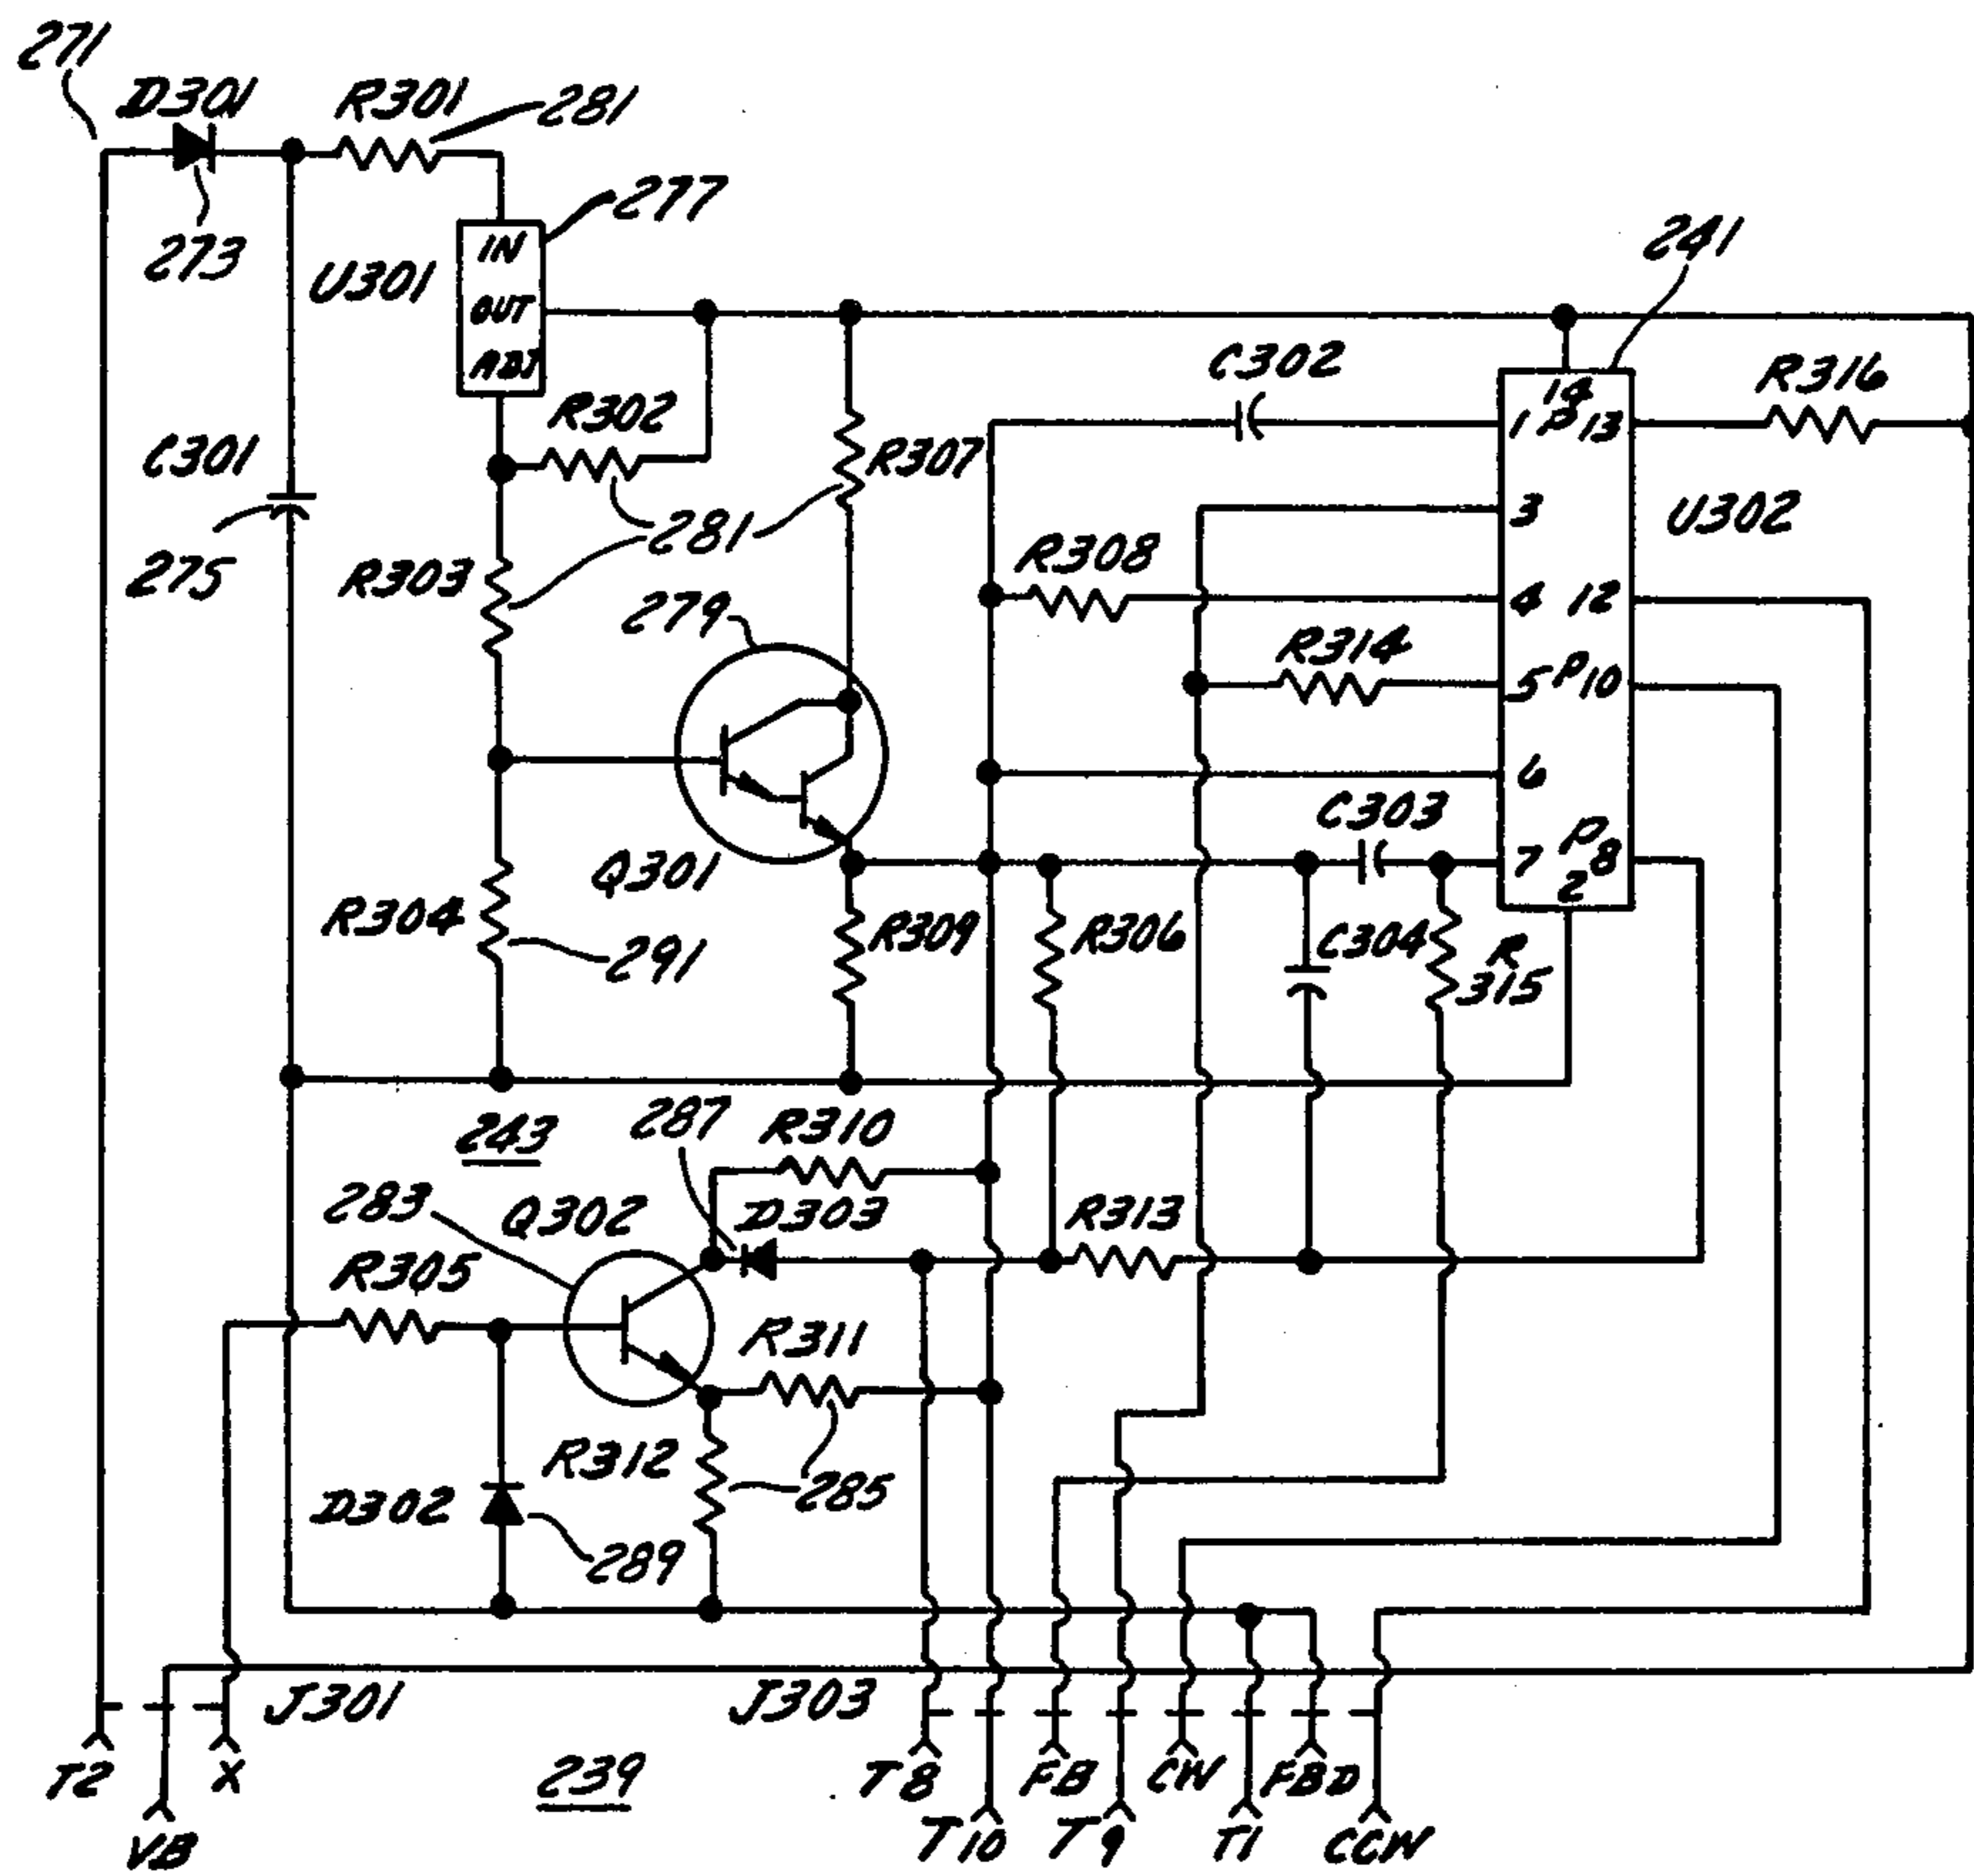 271
D301
R301
281
277
273
U301
IN
OUT
ADJ
241
C302
R316
14
1 P 13
R302
R307
C301
275
281
3
U302
R303
R308
279
4 12
R314
5 P 10
6
C303
Q301
P
7 8
2
R304
291
R309
R306
C304
R
315
243
287
R310
283
Q302
D303
R313
R305
R311
R312
285
D302
289
J301
J303
T2
X
239
T8
FB
CW
FBD
VB
T10
T9
T1
CCW